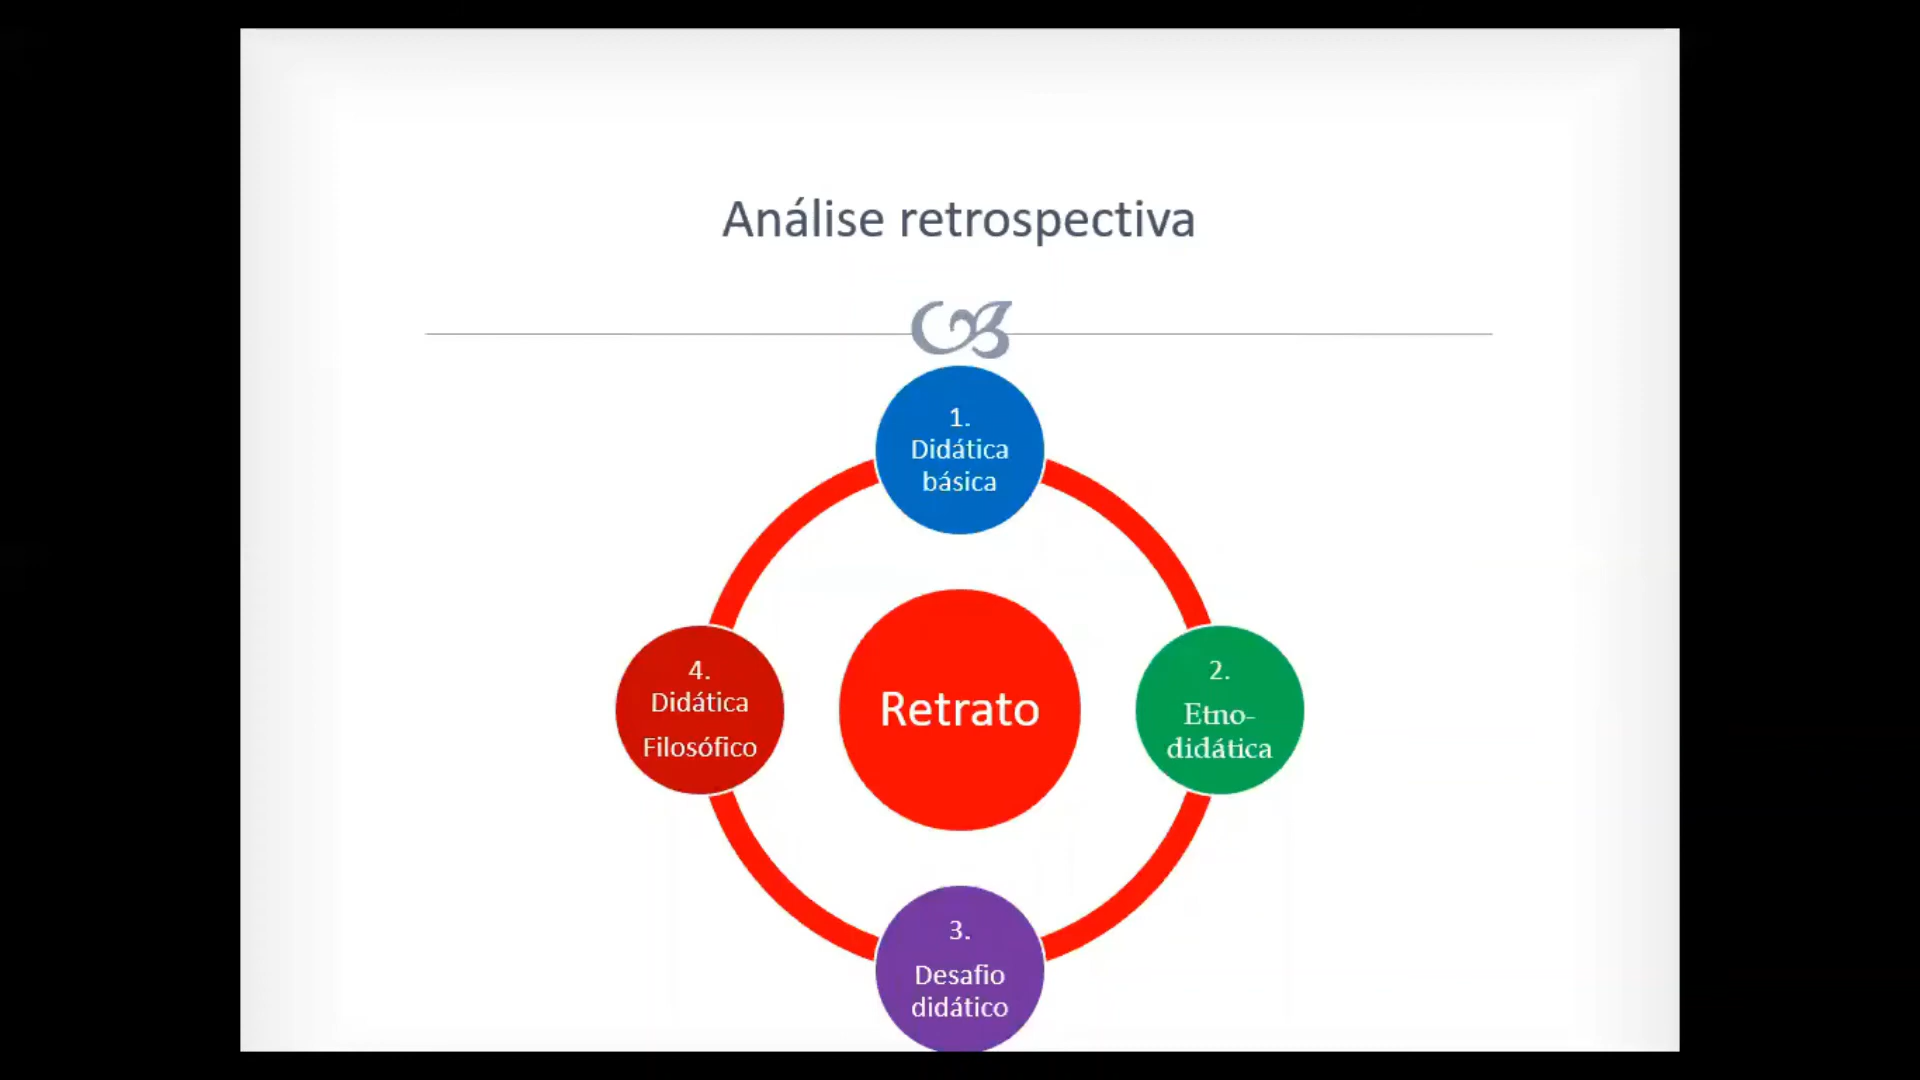 Análise retrospectiva
1.
Didática
básica
2.
Etno-
didática
3.
Desafio
didático
4.
Didática
Filosófico
Retrato